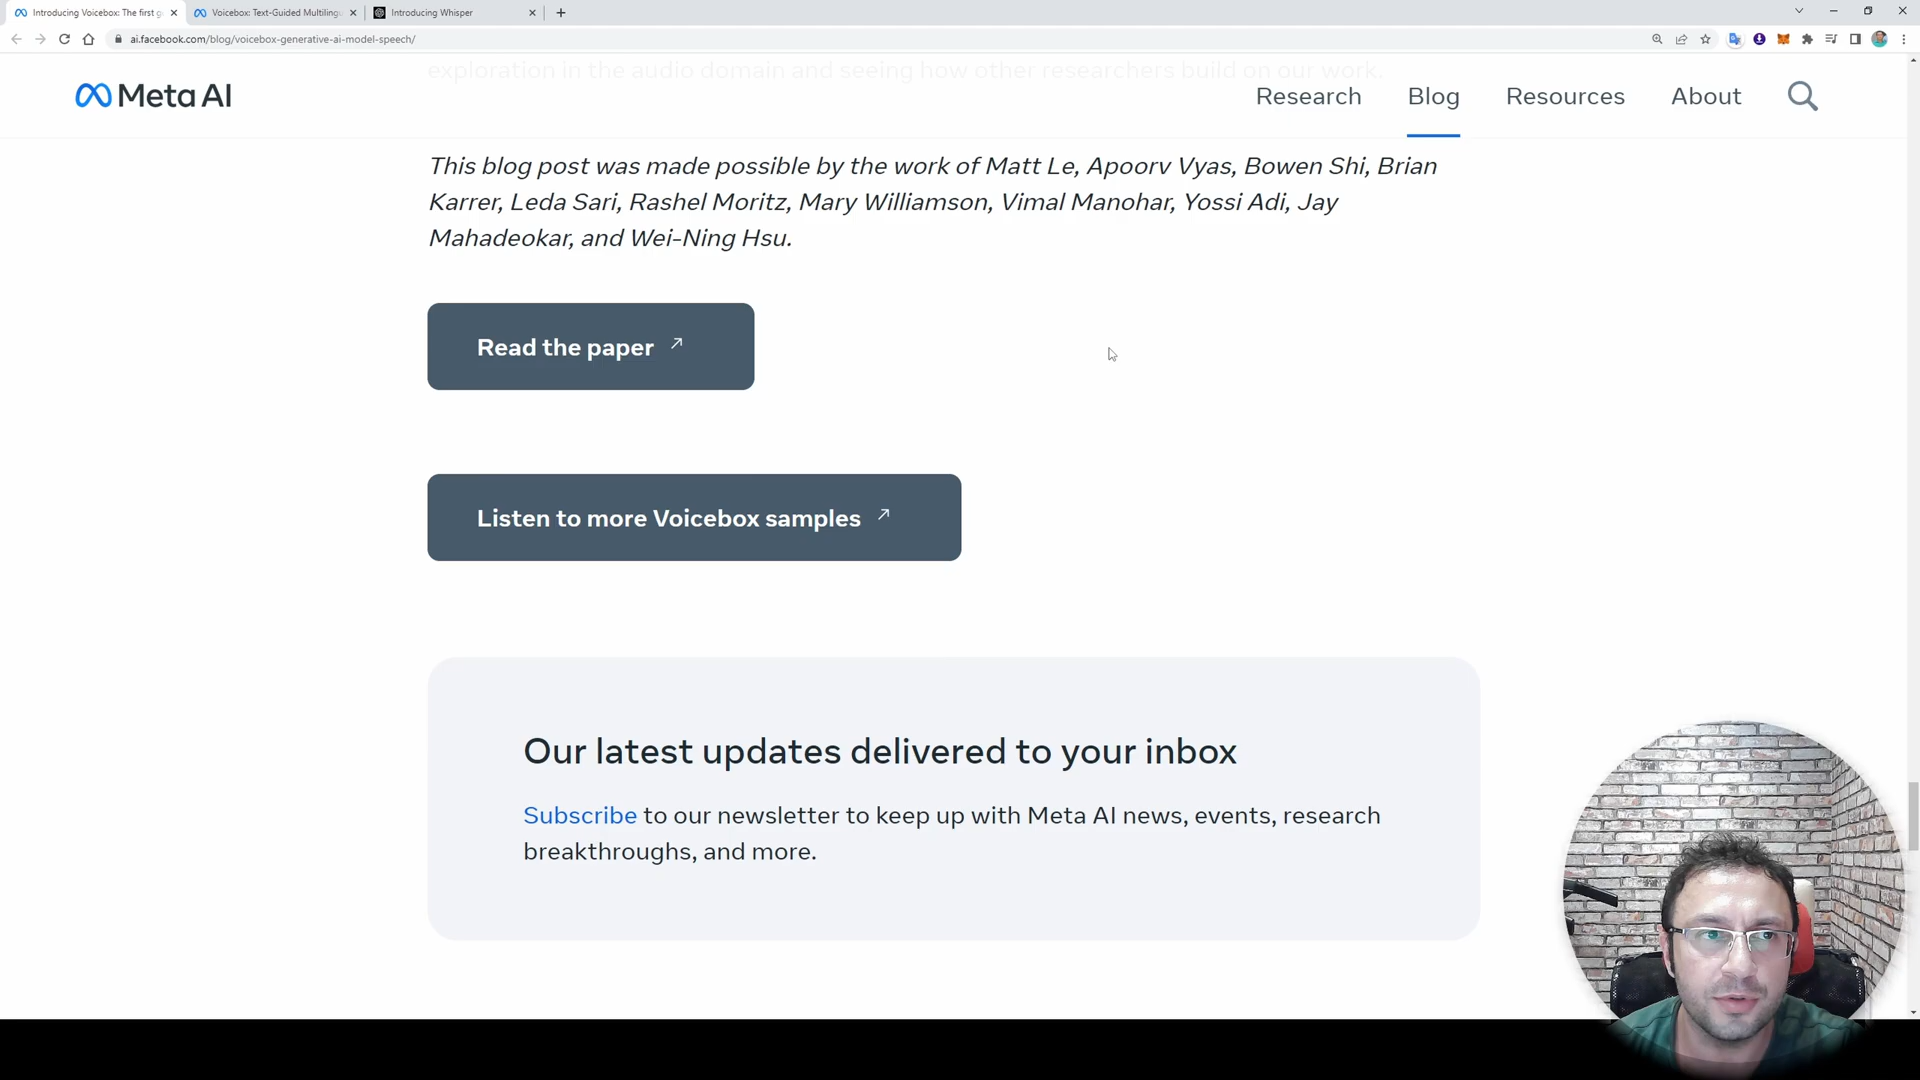 Introducing Voicebox: The first g
Voicebox: Text-Guided Multilingu
Introducing Whisper
ai.facebook.com/blog/voicebox-generative-ai-model-speech/
exploration in the audio domain and seeing how other researchers build on our work.
Meta AI
Research
Blog
Resources
About
This blog post was made possible by the work of Matt Le, Apoorv Vyas, Bowen Shi, Brian
Karrer, Leda Sari, Rashel Moritz, Mary Williamson, Vimal Manohar, Yossi Adi, Jay
Mahadeokar, and Wei-Ning Hsu.
Read the paper
Listen to more Voicebox samples
Our latest updates delivered to your inbox
Subscribe to our newsletter to keep up with Meta AI news, events, research
breakthroughs, and more.